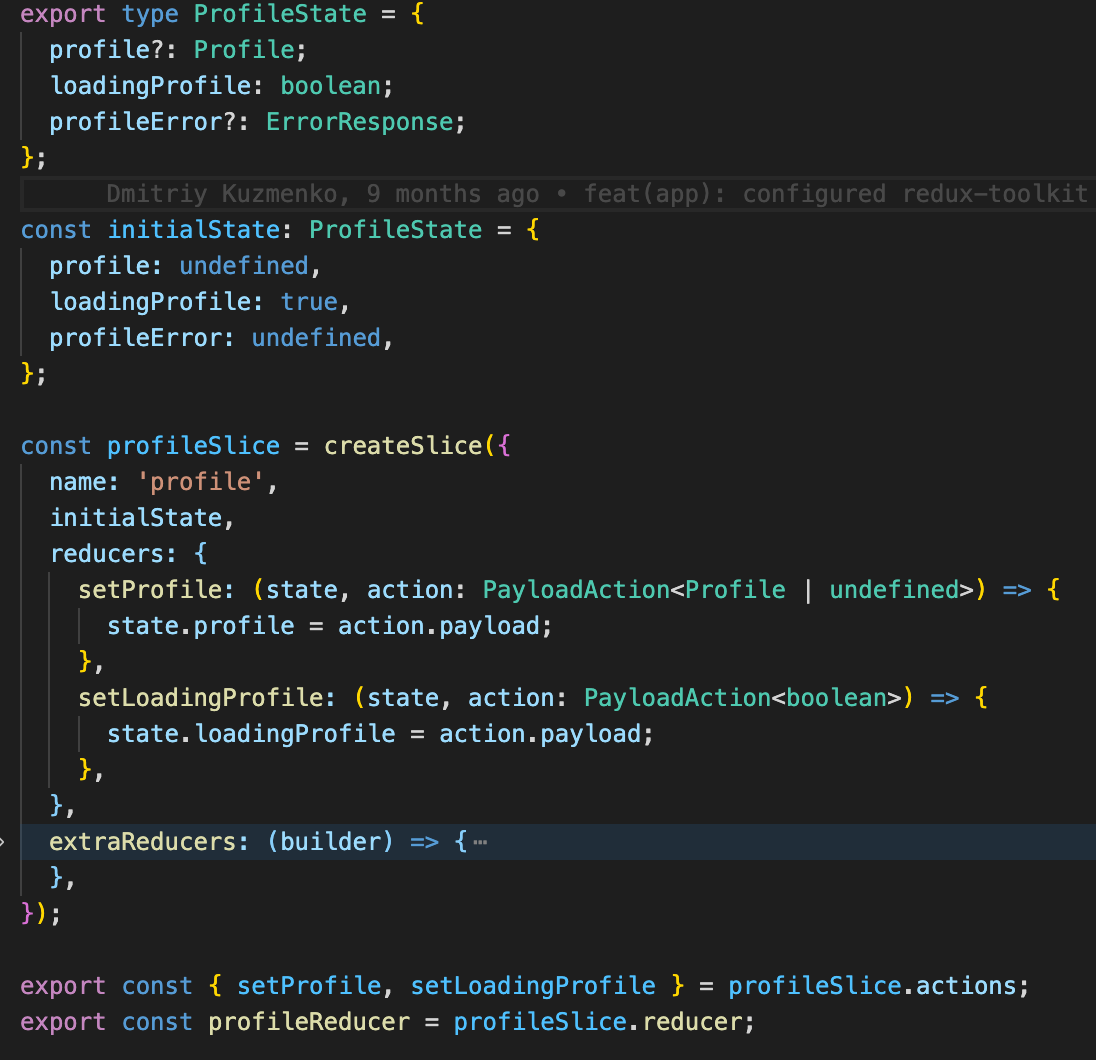 export type ProfileState = {
profile?: Profile;
loadingProfile: boolean;
profileError?: ErrorResponse;
};
Dmitriy Kuzmenko, 9 months ago • feat(app): configured redux-toolkit
const initialState: ProfileState = {
profile: undefined,
loadingProfile: true,
profileError: undefined,
};
const profileSlice = createSlice({
name: 'profile',
initialState,
reducers: {
setProfile: (state, action: PayloadAction<Profile | undefined>) => {
state.profile = action.payload;
},
setLoadingProfile: (state, action: PayloadAction<boolean>) => {
state.loadingProfile = action.payload;
},
},
extraReducers: (builder) => {⋯
},
});
export const { setProfile, setLoadingProfile } = profileSlice.actions;
export const profileReducer = profileSlice.reducer;